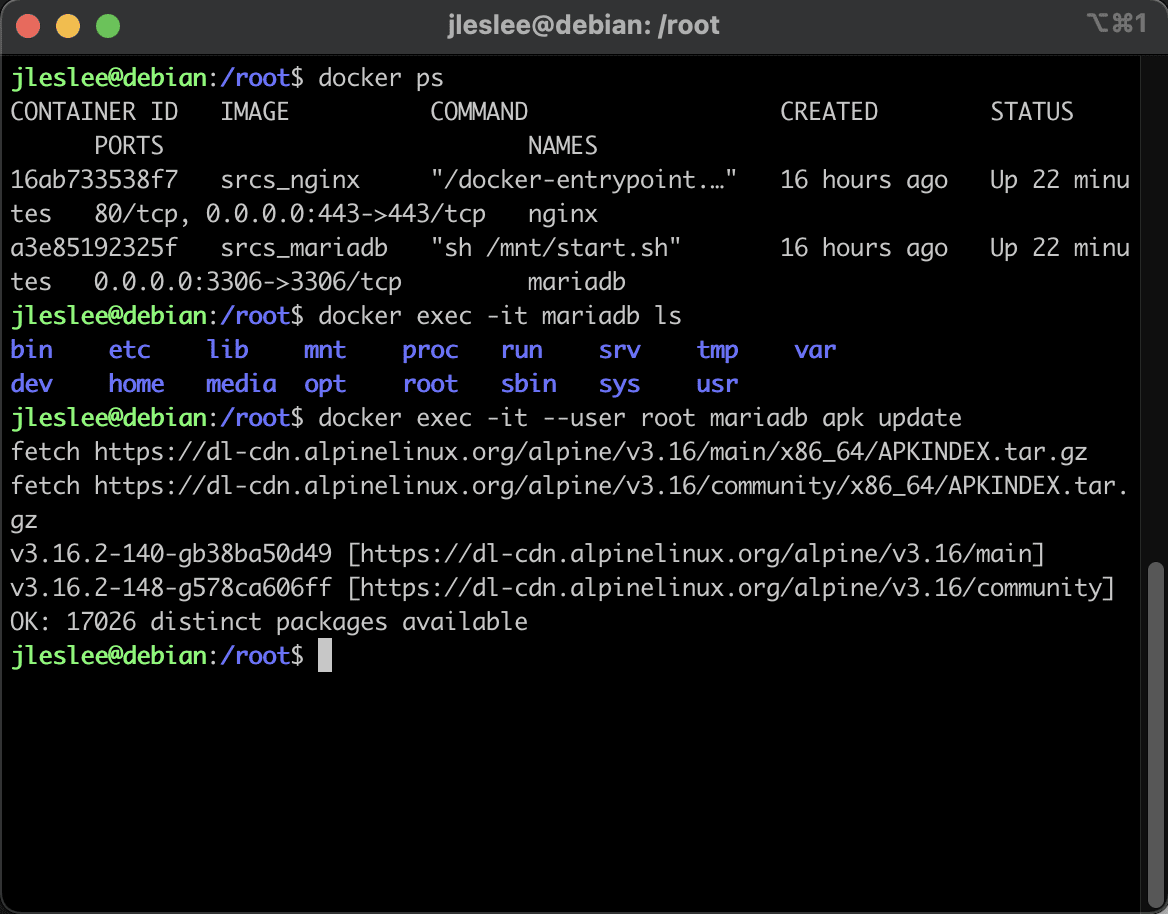 jleslee@debian: /root
⌥⌘1
jleslee@debian:/root$ docker ps
CONTAINER ID   IMAGE          COMMAND                  CREATED        STATUS
      PORTS                          NAMES
16ab733538f7   srcs_nginx     "/docker-entrypoint.…"   16 hours ago   Up 22 minu
tes   80/tcp, 0.0.0.0:443->443/tcp   nginx
a3e85192325f   srcs_mariadb   "sh /mnt/start.sh"       16 hours ago   Up 22 minu
tes   0.0.0.0:3306->3306/tcp         mariadb
jleslee@debian:/root$ docker exec -it mariadb ls
bin    etc    lib    mnt    proc   run    srv    tmp    var
dev    home   media  opt    root   sbin   sys    usr
jleslee@debian:/root$ docker exec -it --user root mariadb apk update
fetch https://dl-cdn.alpinelinux.org/alpine/v3.16/main/x86_64/APKINDEX.tar.gz
fetch https://dl-cdn.alpinelinux.org/alpine/v3.16/community/x86_64/APKINDEX.tar.
gz
v3.16.2-140-gb38ba50d49 [https://dl-cdn.alpinelinux.org/alpine/v3.16/main]
v3.16.2-148-g578ca606ff [https://dl-cdn.alpinelinux.org/alpine/v3.16/community]
OK: 17026 distinct packages available
jleslee@debian:/root$